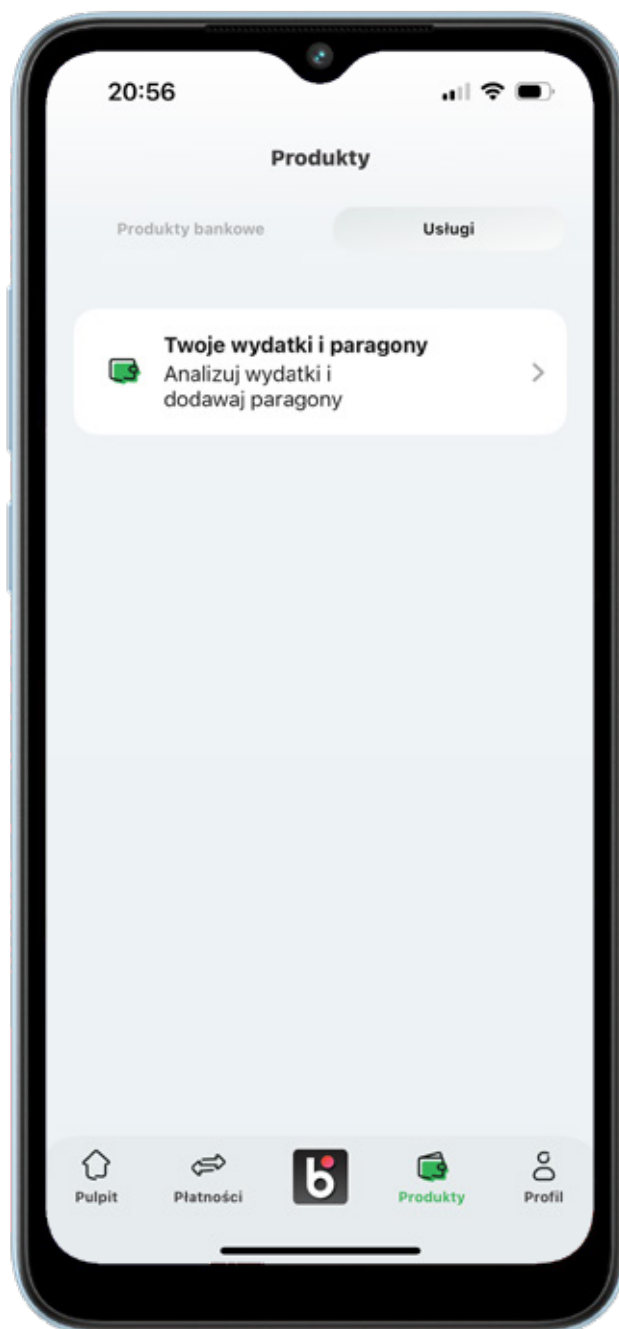 20:56
Produkty
Produkty bankowe
Usługi
Twoje wydatki i paragony
Analizuj wydatki i
dodawaj paragony
Pulpit
Płatności
Produkty
Profil